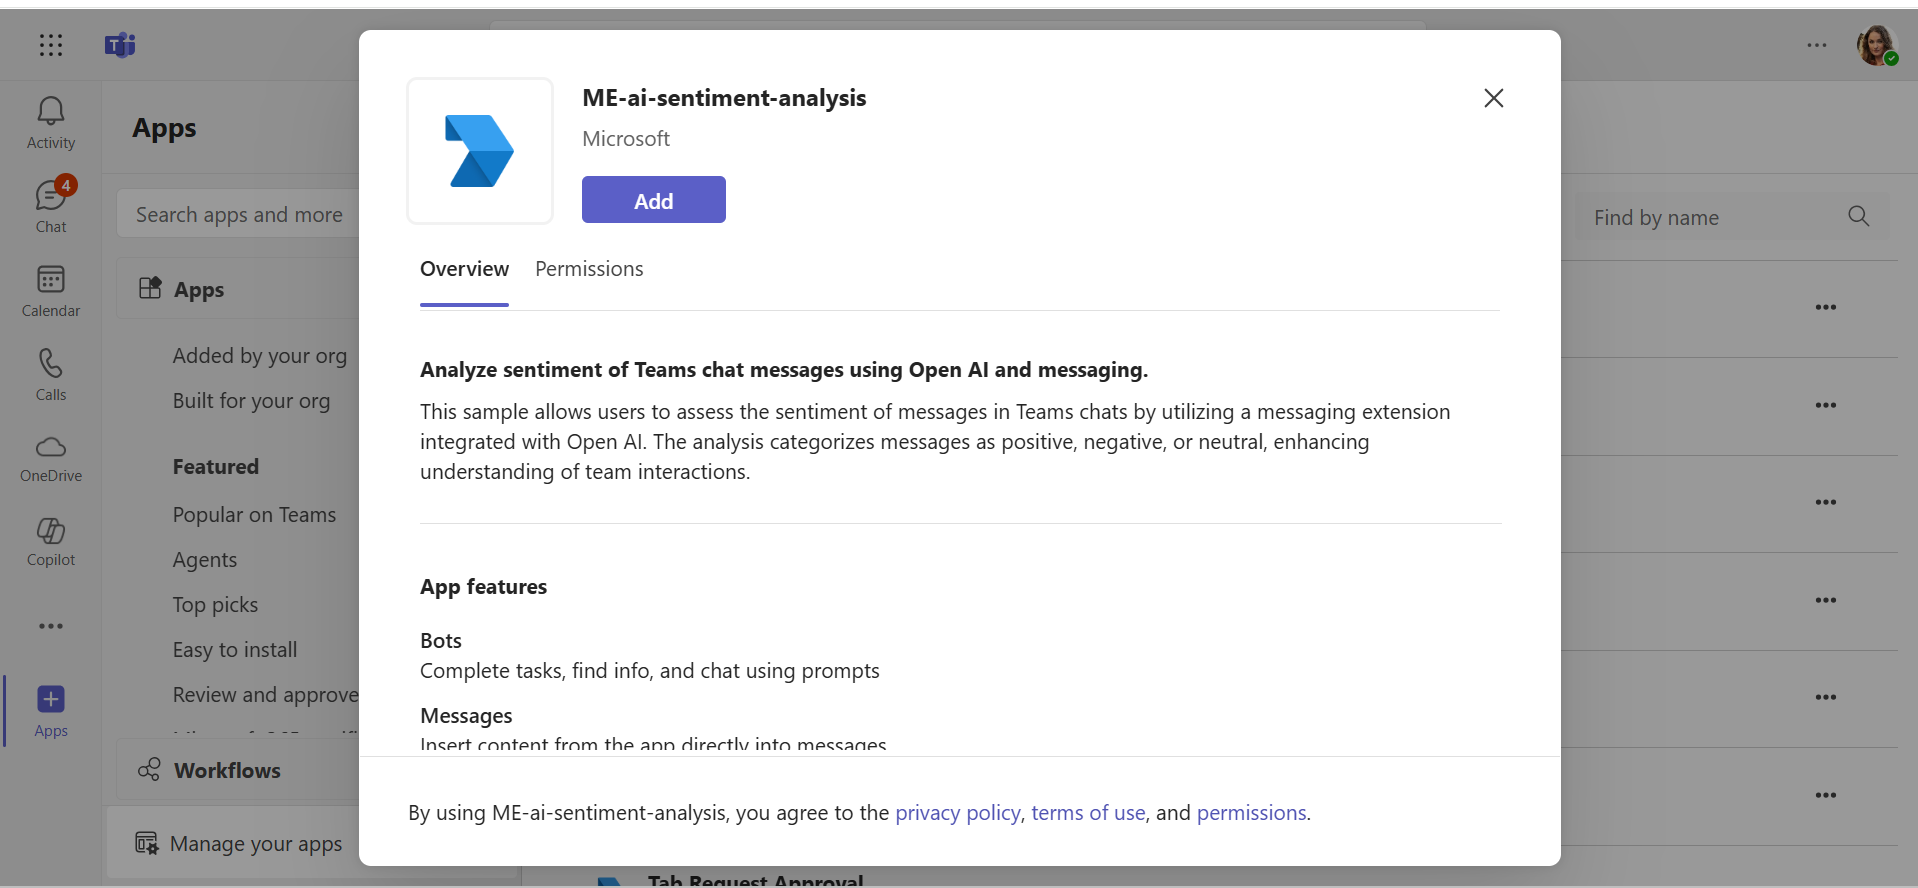 Activity
4
Chat
Calendar
Calls
OneDrive
Copilot
Apps
Apps
Search apps and more
Apps
Added by your org
Built for your org
Featured
Popular on Teams
Agents
Top picks
Easy to install
Review and approve
Workflows
Manage your apps
ME-ai-sentiment-analysis
Microsoft
Add
Overview
Permissions
Analyze sentiment of Teams chat messages using Open AI and messaging.
This sample allows users to assess the sentiment of messages in Teams chats by utilizing a messaging extension
integrated with Open AI. The analysis categorizes messages as positive, negative, or neutral, enhancing
understanding of team interactions.
App features
Bots
Complete tasks, find info, and chat using prompts
Messages
Insert content from the app directly into messages
By using ME-ai-sentiment-analysis, you agree to the privacy policy, terms of use, and permissions.
Find by name
Tab Request Approval